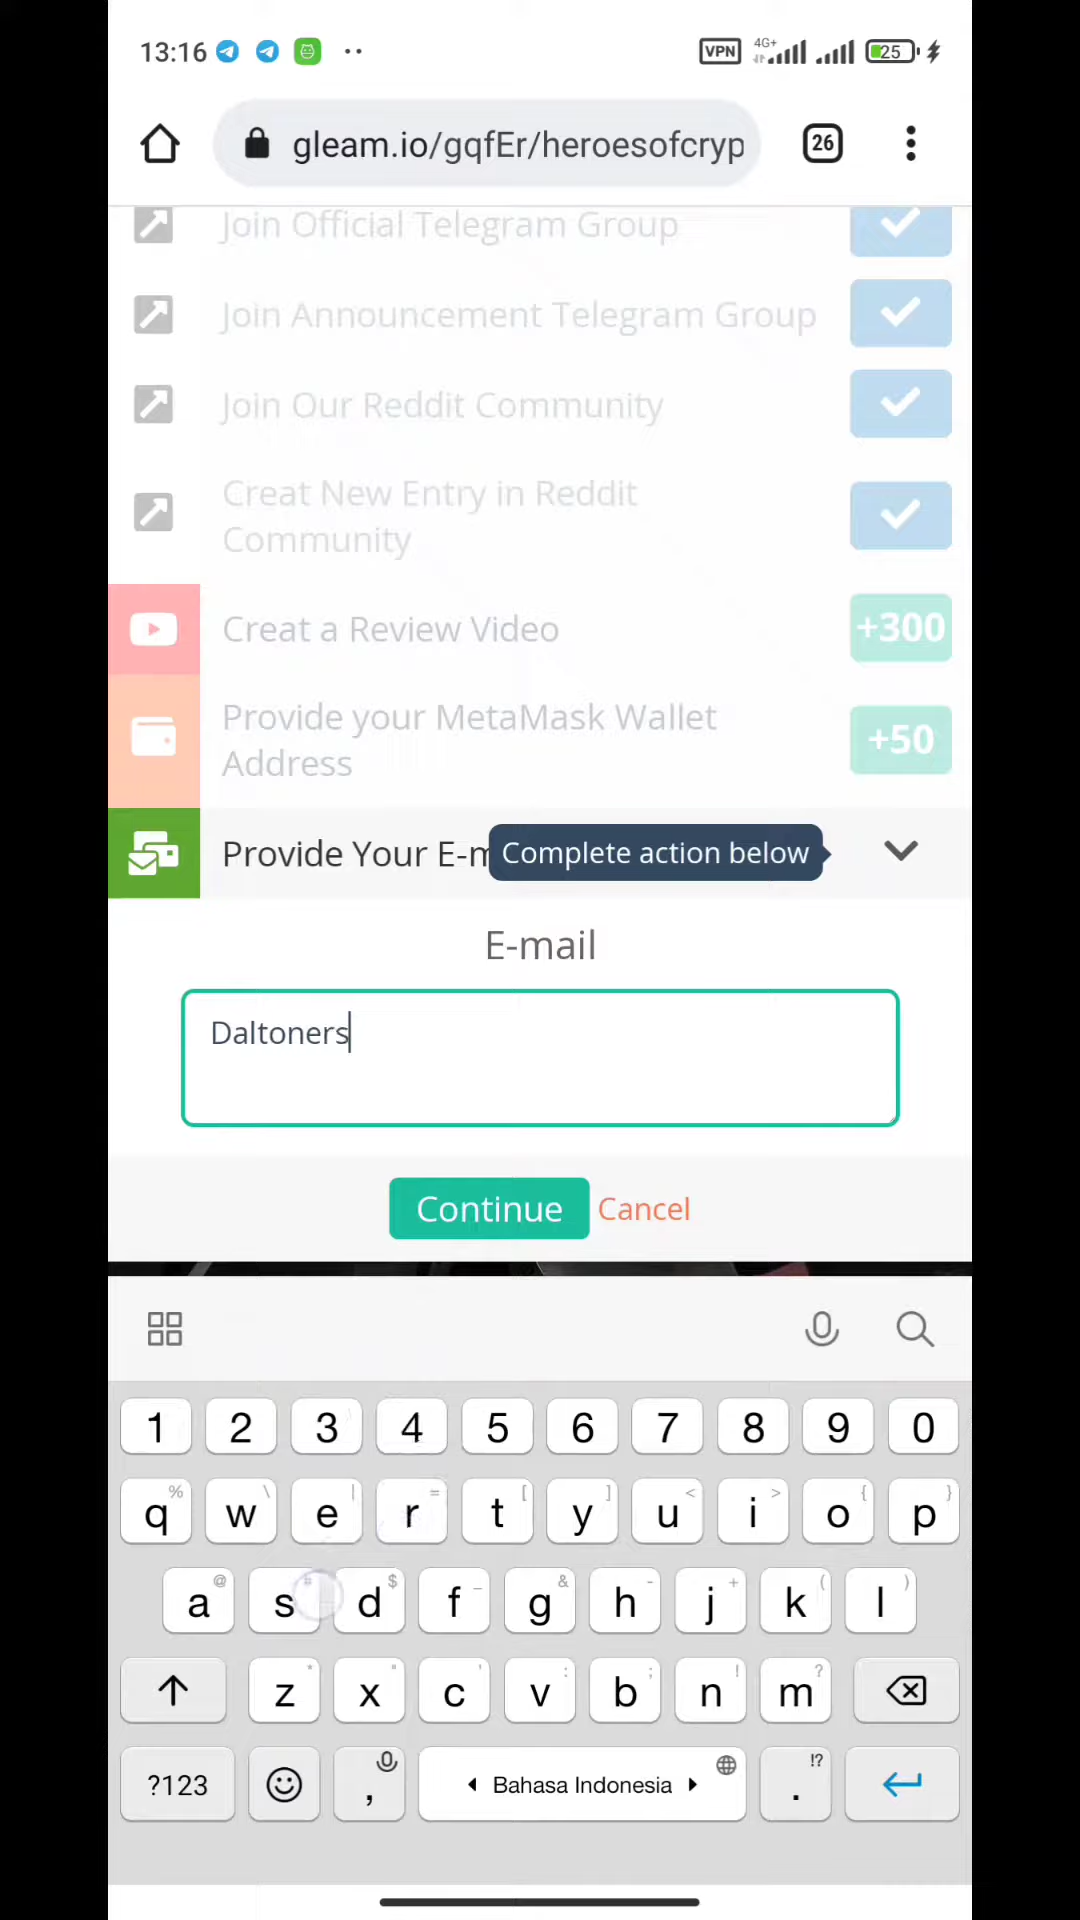 13:16 VPN 4G+ 25
gleam.io/gqfEr/heroesofcryp 26
Join Official Telegram Group
Join Announcement Telegram Group
Join Our Reddit Community
Creat New Entry in Reddit
Community
Creat a Review Video +300
Provide your MetaMask Wallet
Address +50
Provide Your E-m Complete action below
E-mail
Daltoners
Continue Cancel
1 2 3 4 5 6 7 8 9 0
% \ | = [ ] < > { }
q w e r t y u i o p
@ # $ _ & - + ( )
a s d f g h j k l
* " ' : ; ! ?
z x c v b n m
?123 , Bahasa Indonesia . !?